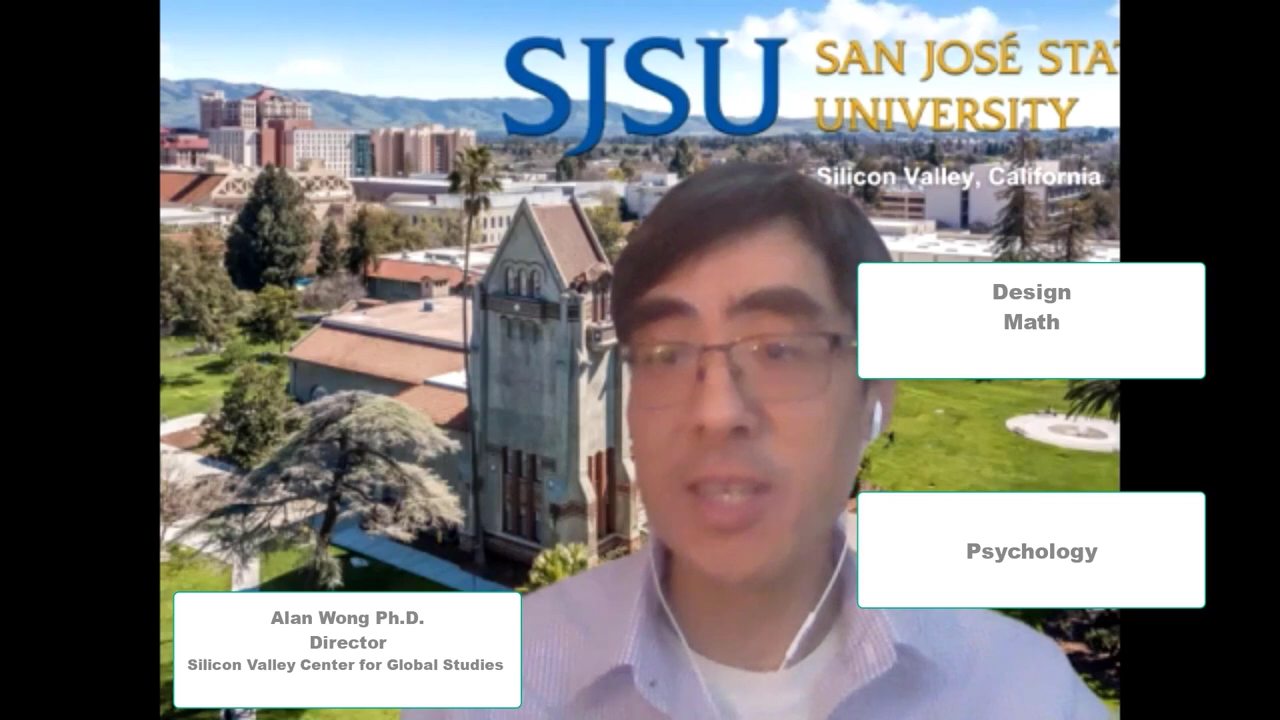 SJSU
SAN JOSÉ STA
UNIVERSITY
Silicon Valley, California
Design
Math
Psychology
Alan Wong Ph.D.
Director
Silicon Valley Center for Global Studies